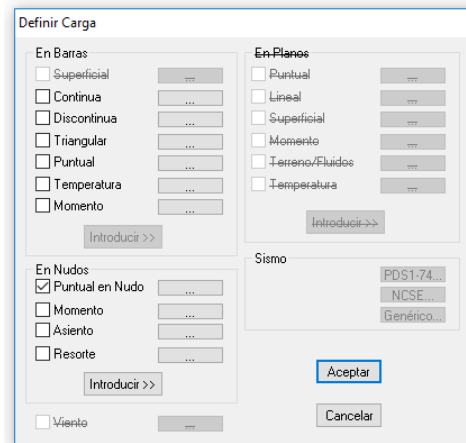 Definir Carga
En Barras
Superficial ...
Continua ...
Discontinua ...
Triangular ...
Puntual ...
Temperatura ...
Momento ...
Introducir >>
En Nudos
Puntual en Nudo ...
Momento ...
Asiento ...
Resorte ...
Introducir >>
Viento ...
En Planos
Puntual ...
Lineal ...
Superficial ...
Momento ...
Terreno/Fluidos ...
Temperatura ...
Introducir >>
Sismo
PDS1-74...
NCSE...
Genérico...
Aceptar
Cancelar